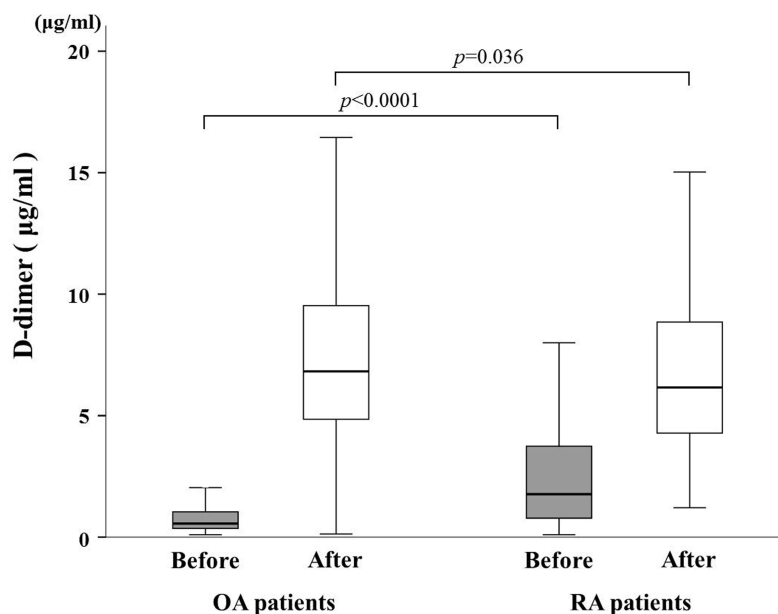 (μg/ml)
20
p=0.036
p<0.0001
15
10
5
0
D-dimer ( μg/ml )
Before After Before After
OA patients RA patients